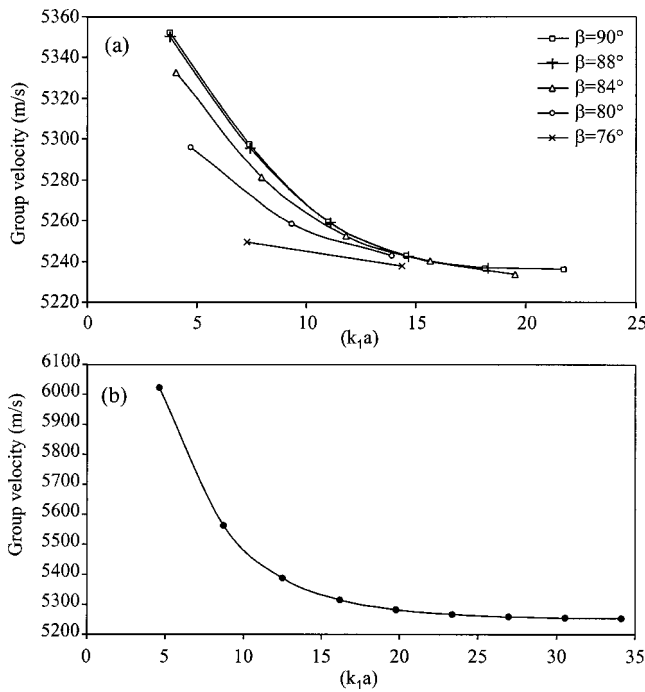 5360
(a)
β=90°
5340
β=88°
5320
β=84°
5300
β=80°
5280
β=76°
5260
5240
5220
Group velocity (m/s)
0 5 10 15 20 25
(k₁a)
6100
(b)
6000
5900
5800
5700
5600
5500
5400
5300
5200
Group velocity (m/s)
0 5 10 15 20 25 30 35
(k₁a)